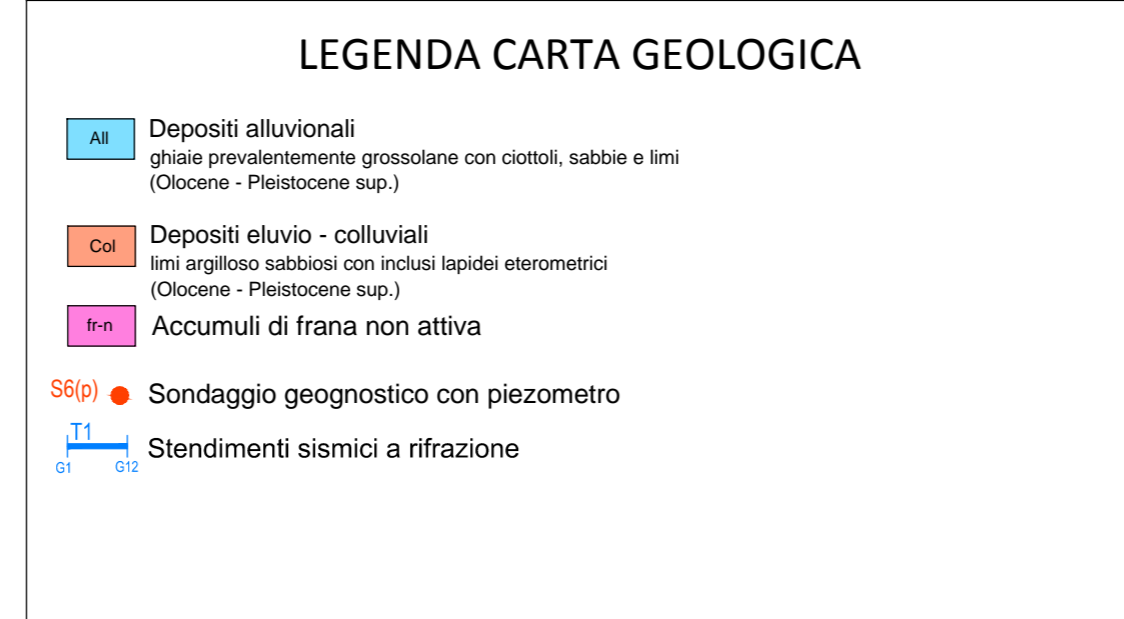 LEGENDA CARTA GEOLOGICA
All
Depositi alluvionali
ghiaie prevalentemente grossolane con ciottoli, sabbie e limi
(Olocene - Pleistocene sup.)
Col
Depositi eluvio - colluviali
limi argilloso sabbiosi con inclusi lapidei eterometrici
(Olocene - Pleistocene sup.)
fr-n
Accumuli di frana non attiva
S6(p)
Sondaggio geognostico con piezometro
T1
G1
G12
Stendimenti sismici a rifrazione